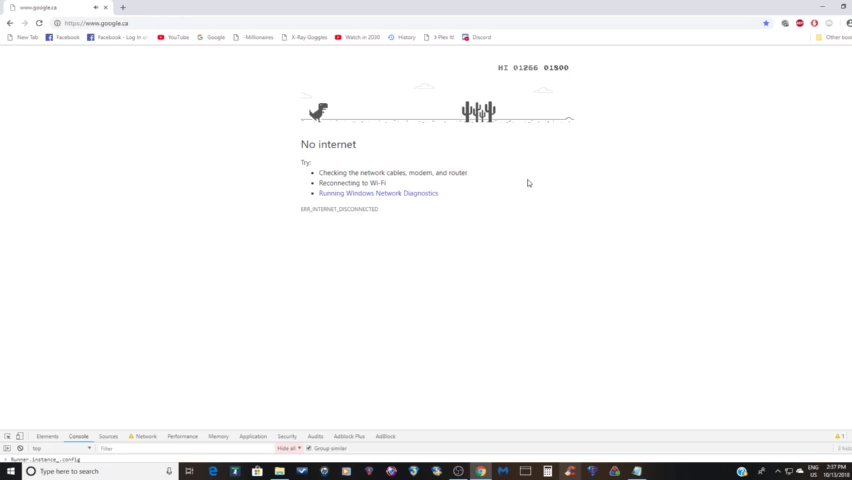 www.google.ca
https://www.google.ca
New Tab Facebook Facebook - Log in or YouTube Google -Millionaires X-Ray Goggles Watch in 2020 History 3 Plex It! Discord Other boo
HI 01266 01500
No internet
Try:
• Checking the network cables, modem, and router
• Reconnecting to Wi-Fi
• Running Windows Network Diagnostics
ERR_INTERNET_DISCONNECTED
Elements Console Sources Network Performance Memory Application Security Audits Adblock Plus AdBlock 1
top Filter Hide all Group similar
Runner.instance_.config
Type here to search
ENG 2:37 PM
US 10/13/2018